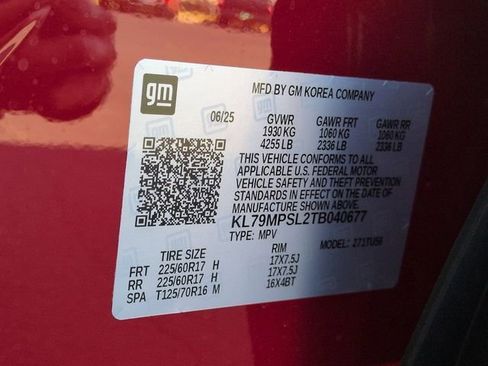 gm
MFD BY GM KOREA COMPANY
06/25 GVWR GAWR FRT GAWR RR
1930 KG 1060 KG 1060 KG
4255 LB 2336 LB 2336 LB
THIS VEHICLE CONFORMS TO ALL
APPLICABLE U.S. FEDERAL MOTOR
VEHICLE SAFETY AND THEFT PREVENTION
STANDARDS IN EFFECT ON THE DATE OF
MANUFACTURE SHOWN ABOVE.
KL79MPSL2TB040677
TYPE: MPV MODEL: 271TU56
TIRE SIZE RIM
FRT 225/60R17 H 17X7.5J
RR 225/60R17 H 17X7.5J
SPA T125/70R16 M 16X4BT